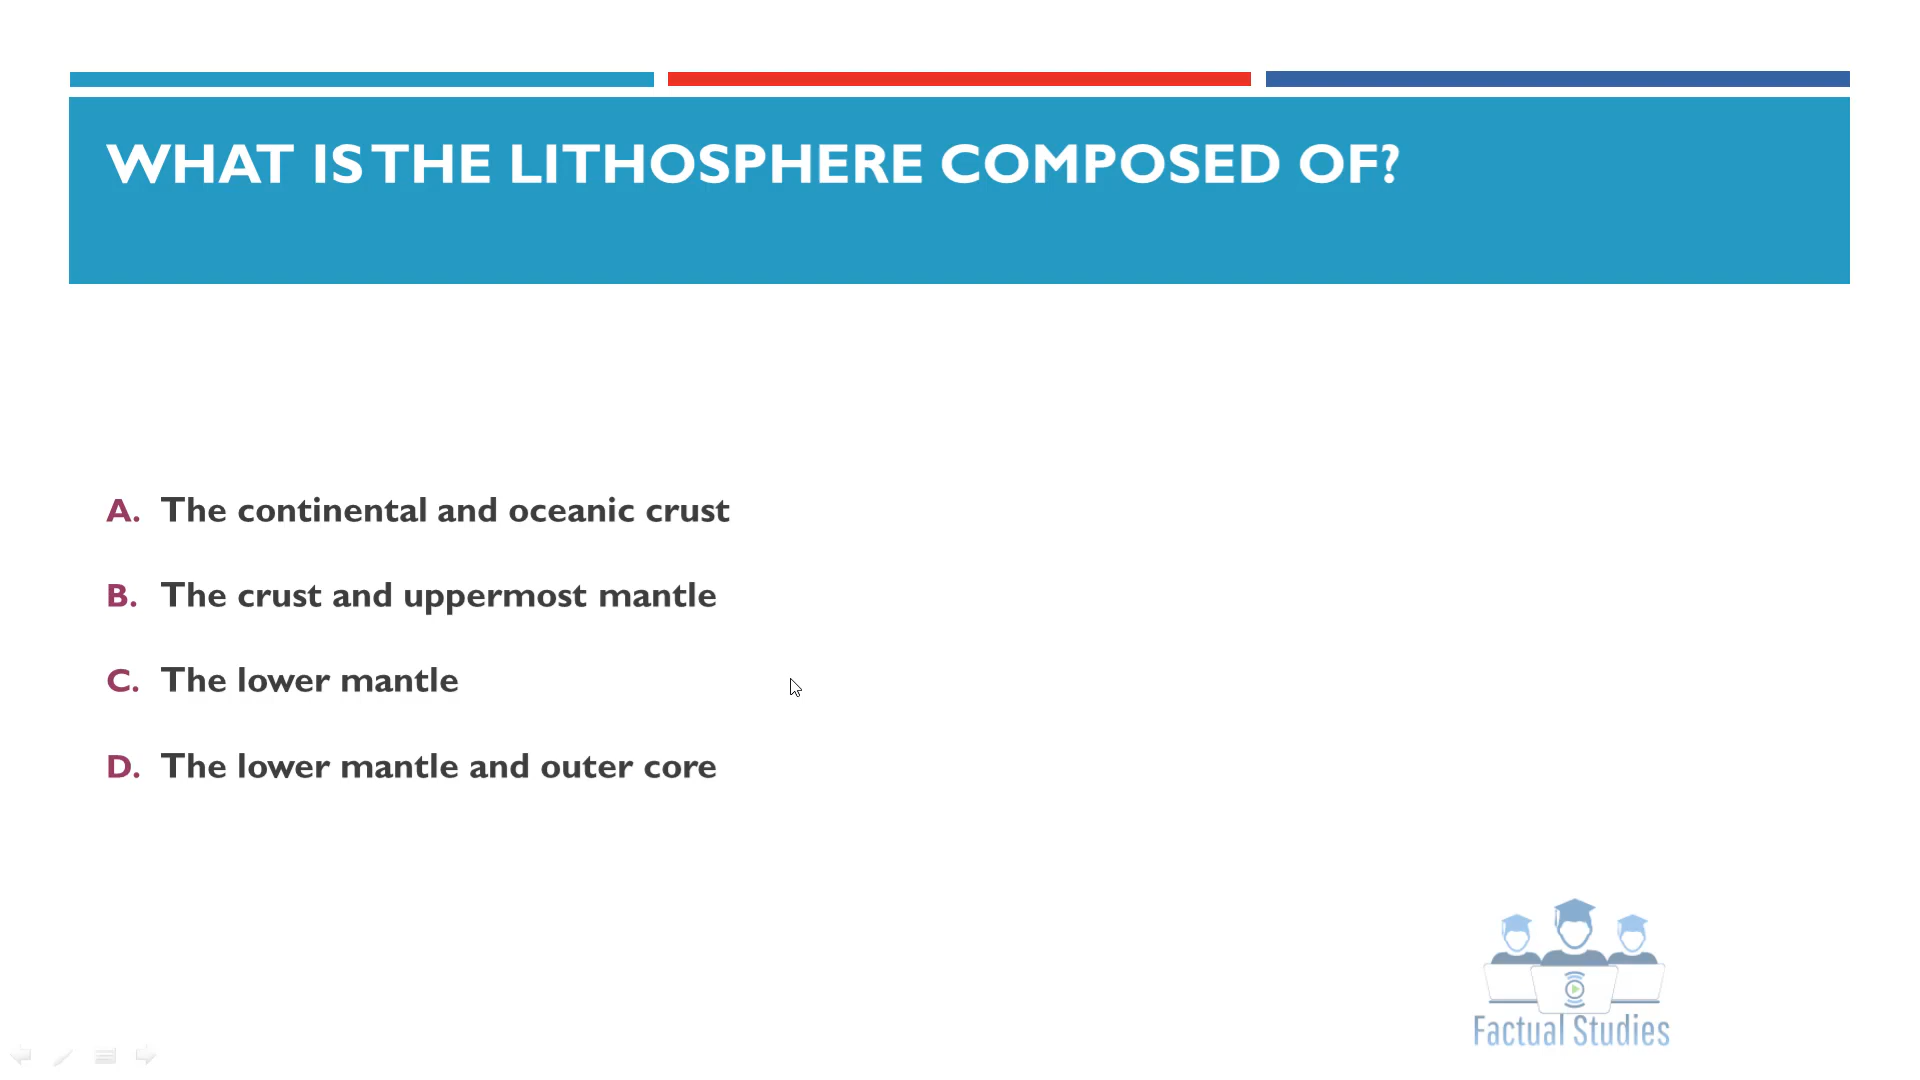 WHAT IS THE LITHOSPHERE COMPOSED OF?
A. The continental and oceanic crust
B. The crust and uppermost mantle
C. The lower mantle
D. The lower mantle and outer core
Factual Studies